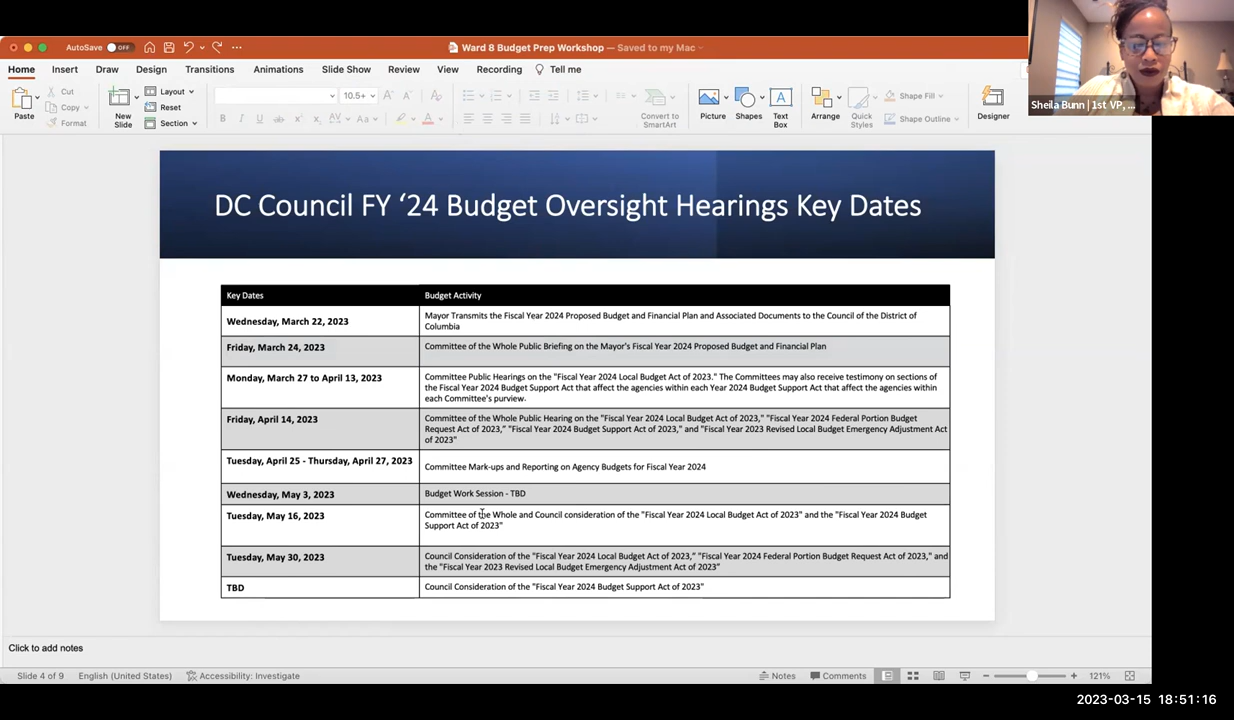 AutoSave OFF
Ward 8 Budget Prep Workshop — Saved to my Mac
Home Insert Draw Design Transitions Animations Slide Show Review View Recording Tell me
Paste
Cut
Copy
Format
New
Slide
Layout
Reset
Section
10.5+
Convert to
SmartArt
Picture
Shapes
Text
Box
Arrange
Quick
Styles
Shape Fill
Shape Outline
Designer
Sheila Bunn | 1st VP, ...
DC Council FY ‘24 Budget Oversight Hearings Key Dates
Key Dates Budget Activity
Wednesday, March 22, 2023
Mayor Transmits the Fiscal Year 2024 Proposed Budget and Financial Plan and Associated Documents to the Council of the District of
Columbia
Friday, March 24, 2023
Committee of the Whole Public Briefing on the Mayor's Fiscal Year 2024 Proposed Budget and Financial Plan
Monday, March 27 to April 13, 2023
Committee Public Hearings on the "Fiscal Year 2024 Local Budget Act of 2023." The Committees may also receive testimony on sections of
the Fiscal Year 2024 Budget Support Act that affect the agencies within each Year 2024 Budget Support Act that affect the agencies within
each Committee's purview.
Friday, April 14, 2023
Committee of the Whole Public Hearing on the "Fiscal Year 2024 Local Budget Act of 2023," "Fiscal Year 2024 Federal Portion Budget
Request Act of 2023," "Fiscal Year 2024 Budget Support Act of 2023," and "Fiscal Year 2023 Revised Local Budget Emergency Adjustment Act
of 2023"
Tuesday, April 25 - Thursday, April 27, 2023
Committee Mark-ups and Reporting on Agency Budgets for Fiscal Year 2024
Wednesday, May 3, 2023
Budget Work Session - TBD
Tuesday, May 16, 2023
Committee of the Whole and Council consideration of the "Fiscal Year 2024 Local Budget Act of 2023" and the "Fiscal Year 2024 Budget
Support Act of 2023"
Tuesday, May 30, 2023
Council Consideration of the "Fiscal Year 2024 Local Budget Act of 2023," "Fiscal Year 2024 Federal Portion Budget Request Act of 2023," and
the "Fiscal Year 2023 Revised Local Budget Emergency Adjustment Act of 2023"
TBD
Council Consideration of the "Fiscal Year 2024 Budget Support Act of 2023"
Click to add notes
Slide 4 of 9 English (United States) Accessibility: Investigate Notes Comments 121%
2023-03-15 18:51:16